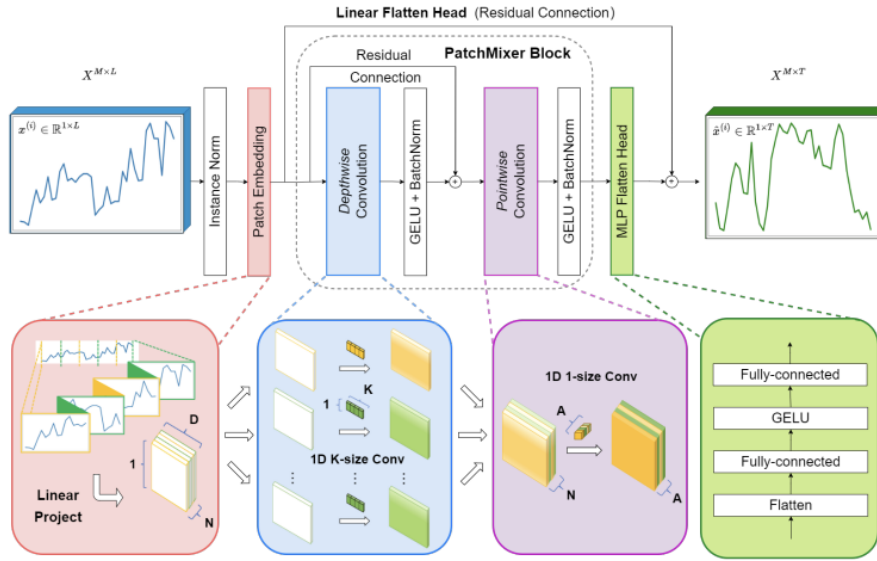 Linear Flatten Head (Residual Connection)
PatchMixer Block
Residual
Connection
X^{M×L}
X^{M×T}
x^{(i)} ∈ ℝ^{1×L}
Instance Norm
Patch Embedding
Depthwise
Convolution
GELU + BatchNorm
+
Pointwise
Convolution
GELU + BatchNorm
MLP Flatten Head
+
x̂^{(i)} ∈ ℝ^{1×T}
D
1
N
Linear
Project
K
1
1D K-size Conv
...
...
...
1D 1-size Conv
A
N
A
Fully-connected
GELU
Fully-connected
Flatten